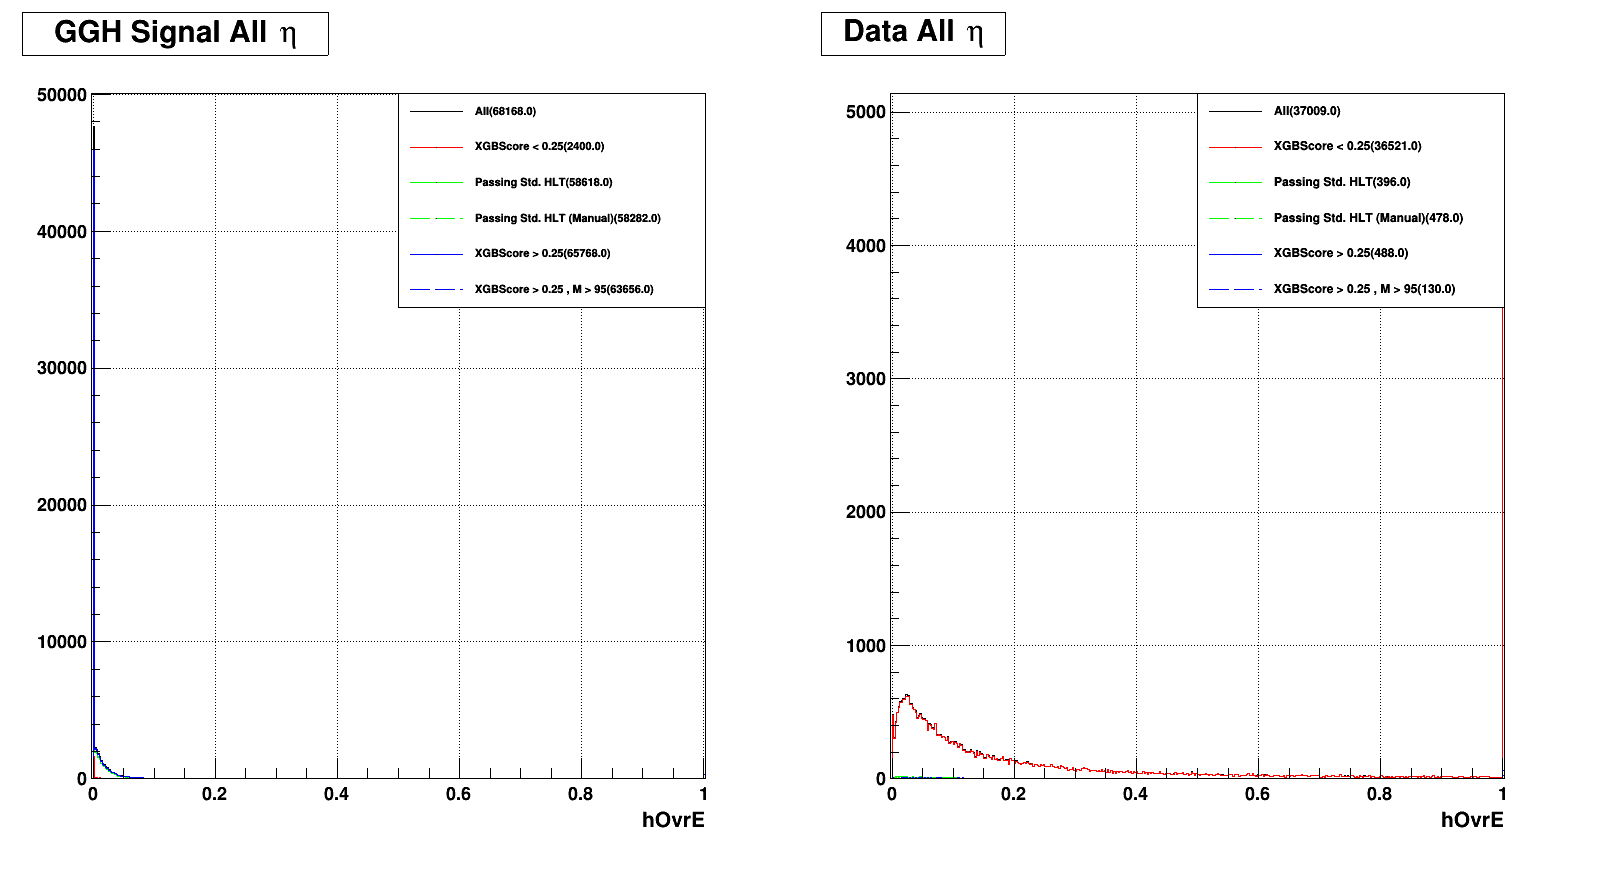 GGH Signal All η
50000
40000
30000
20000
10000
0
0 0.2 0.4 0.6 0.8 1
hOvrE
All(68168.0)
XGBScore < 0.25(2400.0)
Passing Std. HLT(58618.0)
Passing Std. HLT (Manual)(58282.0)
XGBScore > 0.25(65768.0)
XGBScore > 0.25 , M > 95(63656.0)
Data All η
5000
4000
3000
2000
1000
0
0 0.2 0.4 0.6 0.8 1
hOvrE
All(37009.0)
XGBScore < 0.25(36521.0)
Passing Std. HLT(396.0)
Passing Std. HLT (Manual)(478.0)
XGBScore > 0.25(488.0)
XGBScore > 0.25 , M > 95(130.0)